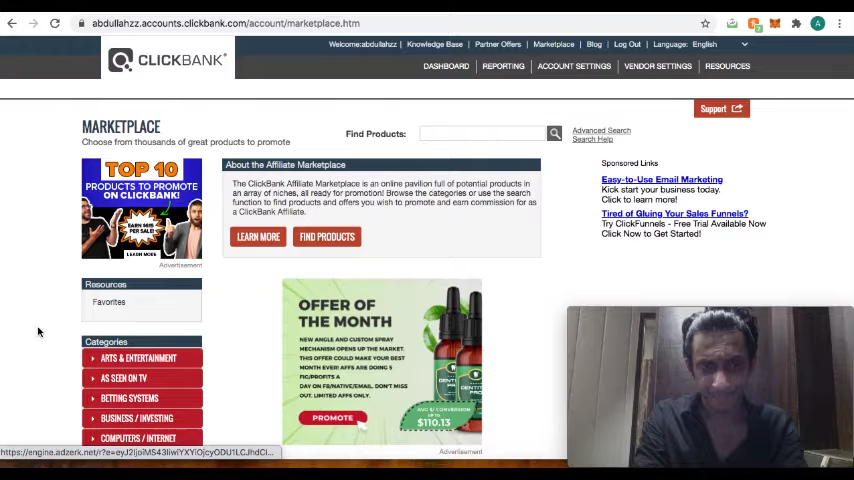 abdullahzz.accounts.clickbank.com/account/marketplace.htm
A
Welcome:abdullahzz | Knowledge Base | Partner Offers | Marketplace | Blog | Log Out | Language: English
CLICKBANK
DASHBOARD | REPORTING | ACCOUNT SETTINGS | VENDOR SETTINGS | RESOURCES
Support
MARKETPLACE
Choose from thousands of great products to promote
Find Products:
Advanced Search
Search Help
TOP 10
PRODUCTS TO PROMOTE
ON CLICKBANK!
LEARN MORE
Advertisement
About the Affiliate Marketplace
The ClickBank Affiliate Marketplace is an online pavilion full of potential products in
an array of niches, all ready for promotion! Browse the categories or use the search
function to find products and offers you wish to promote and earn commission for as
a ClickBank Affiliate.
LEARN MORE
FIND PRODUCTS
Sponsored Links
Easy-to-Use Email Marketing
Kick start your business today.
Click to learn more!
Tired of Gluing Your Sales Funnels?
Try ClickFunnels - Free Trial Available Now
Click Now to Get Started!
Resources
Favorites
Categories
ARTS & ENTERTAINMENT
AS SEEN ON TV
BETTING SYSTEMS
BUSINESS / INVESTING
COMPUTERS / INTERNET
OFFER OF
THE MONTH
NEW ANGLE AND CUSTOM SPRAY
MECHANISM OPENS UP THE MARKET.
THIS OFFER COULD MAKE YOUR BEST
MONTH EVER! AFFS ARE DOING 5
FIG/PROFITS A
DAY ON FB/NATIVE/EMAIL. DON'T MISS
OUT. LIMITED AFFS ONLY.
PROMOTE
AVG $/ CONVERSION
UP TO
$110.13
Advertisement